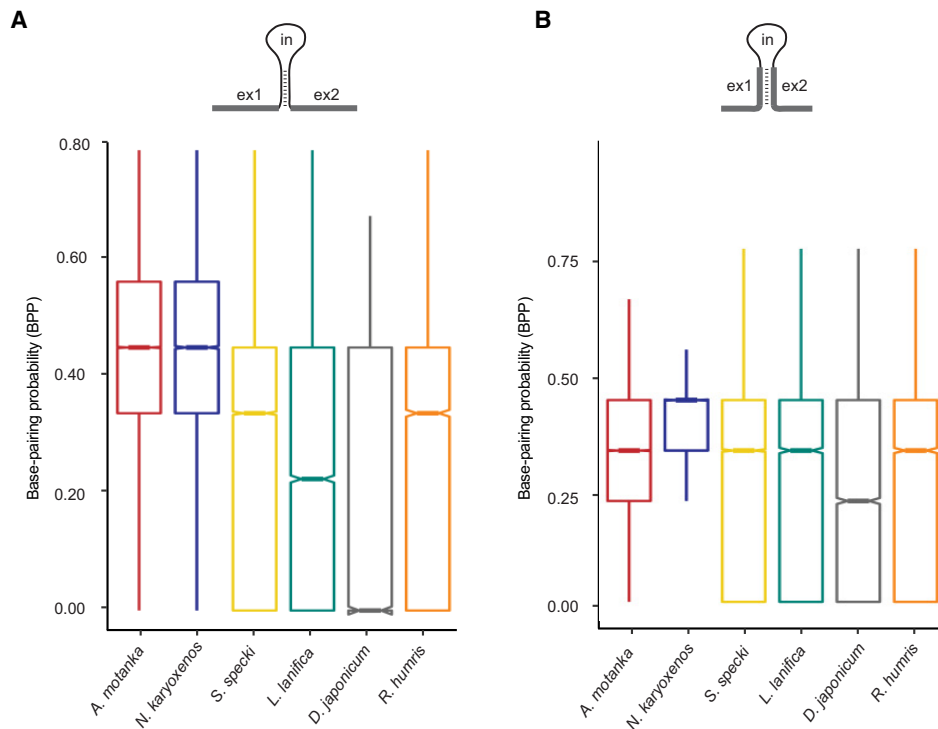 A
in
ex1 ex2
0.80
0.60
0.40
0.20
0.00
Base-pairing probability (BPP)
A. motanka
N. karyoxenos
S. specki
L. lanifica
D. japonicum
R. humris
B
in
ex1 ex2
0.75
0.50
0.25
0.00
Base-pairing probability (BPP)
A. motanka
N. karyoxenos
S. specki
L. lanifica
D. japonicum
R. humris